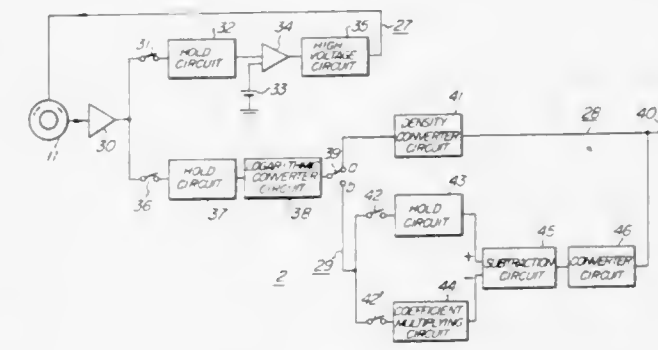 32
34
35
27
31
HOLD
CIRCUIT
HIGH
VOLTAGE
CIRCUIT
33
41
28
40
11
30
DENSITY
CONVERTER
CIRCUIT
39
a
b
HOLD
CIRCUIT
LOGARITHMIC
CONVERTER
CIRCUIT
36
37
38
42
43
HOLD
CIRCUIT
45
46
+
SUBTRACTION
CIRCUIT
CONVERTER
CIRCUIT
−
2
29
42'
44
COEFFICIENT
MULTIPLYING
CIRCUIT